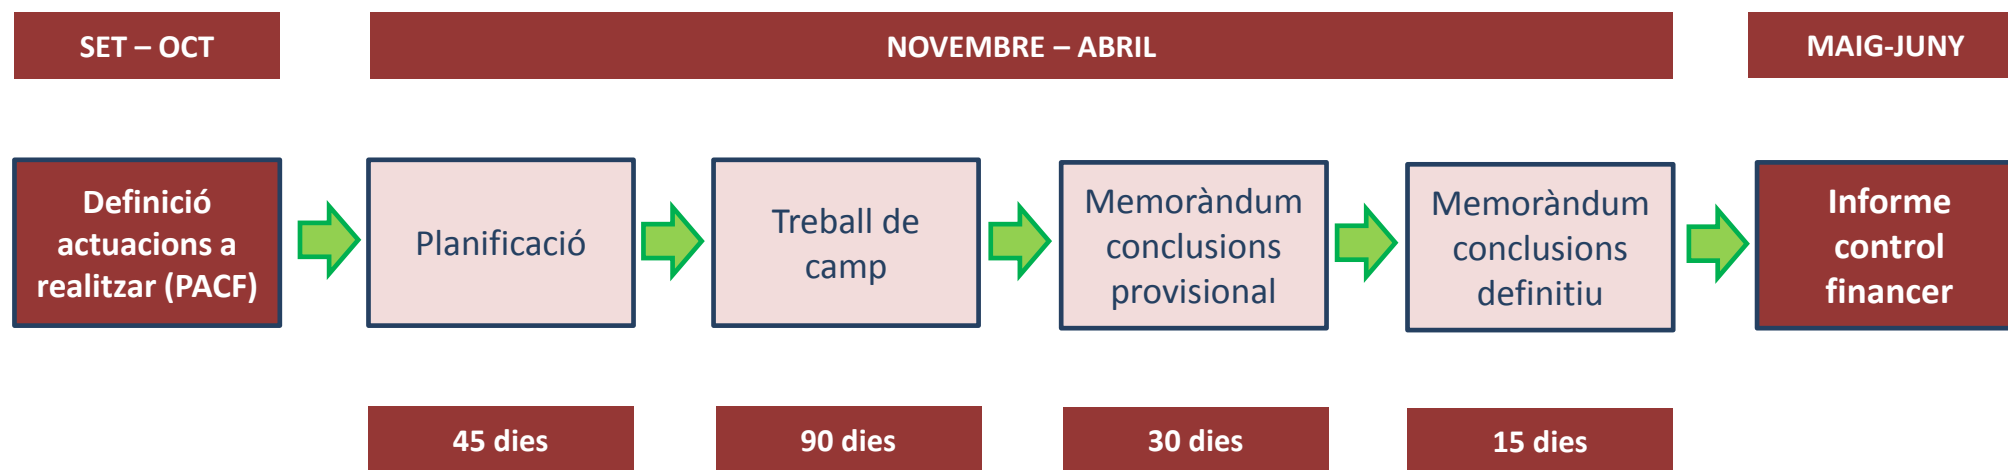 SET – OCT
NOVEMBRE – ABRIL
MAIG-JUNY
Definició
actuacions a
realitzar (PACF)
Planificació
Treball de
camp
Memoràndum
conclusions
provisional
Memoràndum
conclusions
definitiu
Informe
control
financer
45 dies
90 dies
30 dies
15 dies